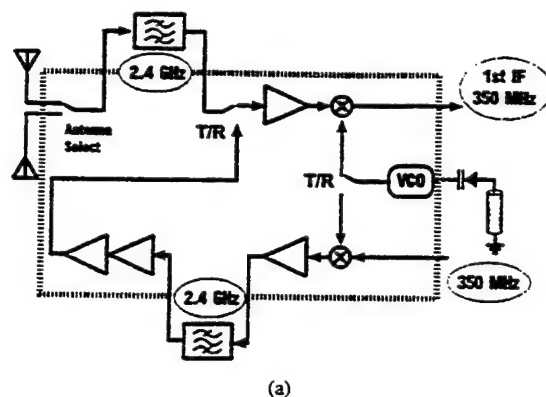 2.4 GHz
1st IF
350 MHz
Antenna
Select
T/R
T/R
VCO
2.4 GHz
350 MHz
(a)